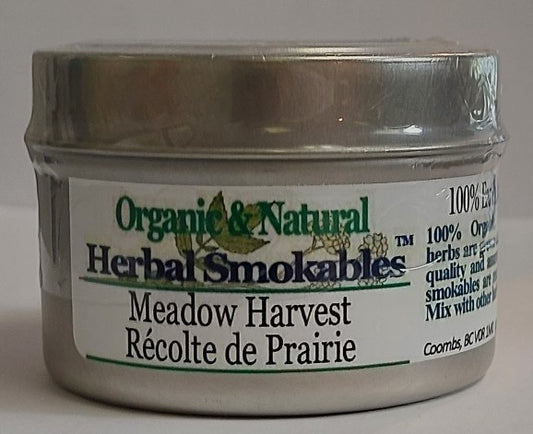 Organic & Natural
Herbal Smokables™
Meadow Harvest
Récolte de Prairie
100%
100%
herbs are
quality and
smokables are
Mix with other
Coombs, BC V0R